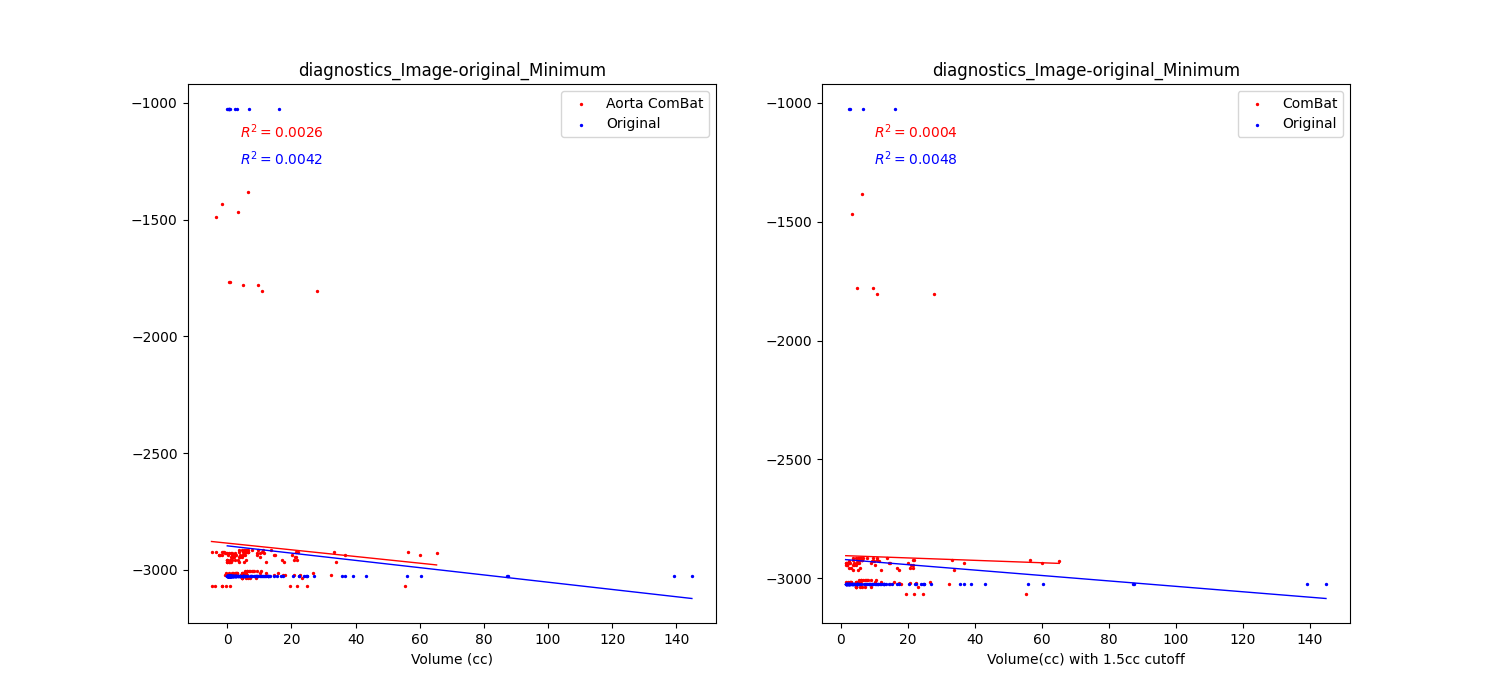 diagnostics_Image-original_Minimum
Aorta ComBat
Original
R² = 0.0026
R² = 0.0042
−1000
−1500
−2000
−2500
−3000
0 20 40 60 80 100 120 140
Volume (cc)
diagnostics_Image-original_Minimum
ComBat
Original
R² = 0.0004
R² = 0.0048
−1000
−1500
−2000
−2500
−3000
0 20 40 60 80 100 120 140
Volume(cc) with 1.5cc cutoff